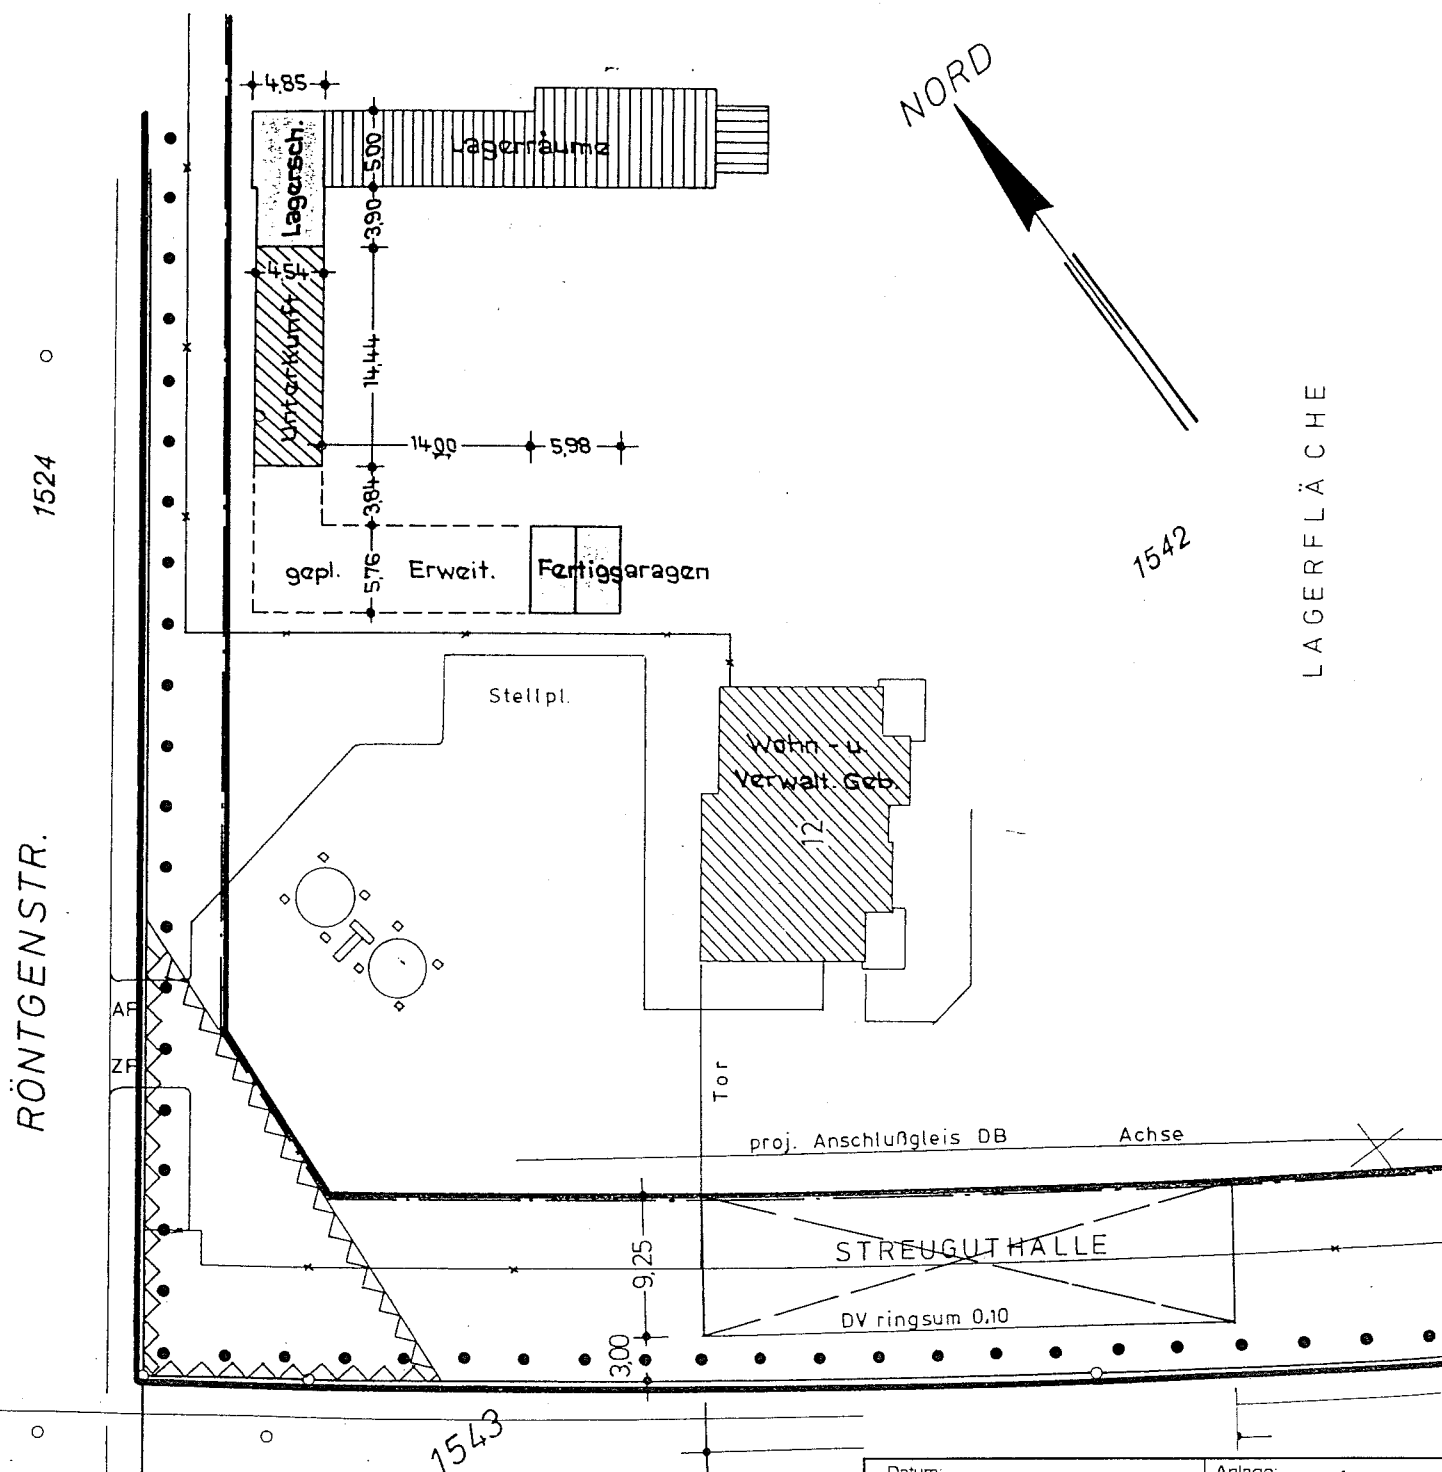 NORD
4,85
Lagersch.
5,00
Lagerräume
3,90
4,54
Unterkunft
14,44
14,00
5,98
3,84
gepl.
5,76
Erweit.
Fertiggaragen
1524
1542
LAGERFLÄCHE
Stellpl.
Wohn - u.
Verwalt. Geb.
12
RÖNTGENSTR.
AF
ZF
Tor
proj. Anschlußgleis DB
Achse
9,25
STREUGUTHALLE
DV ringsum 0,10
3,00
1543
Datum:
Anlage: